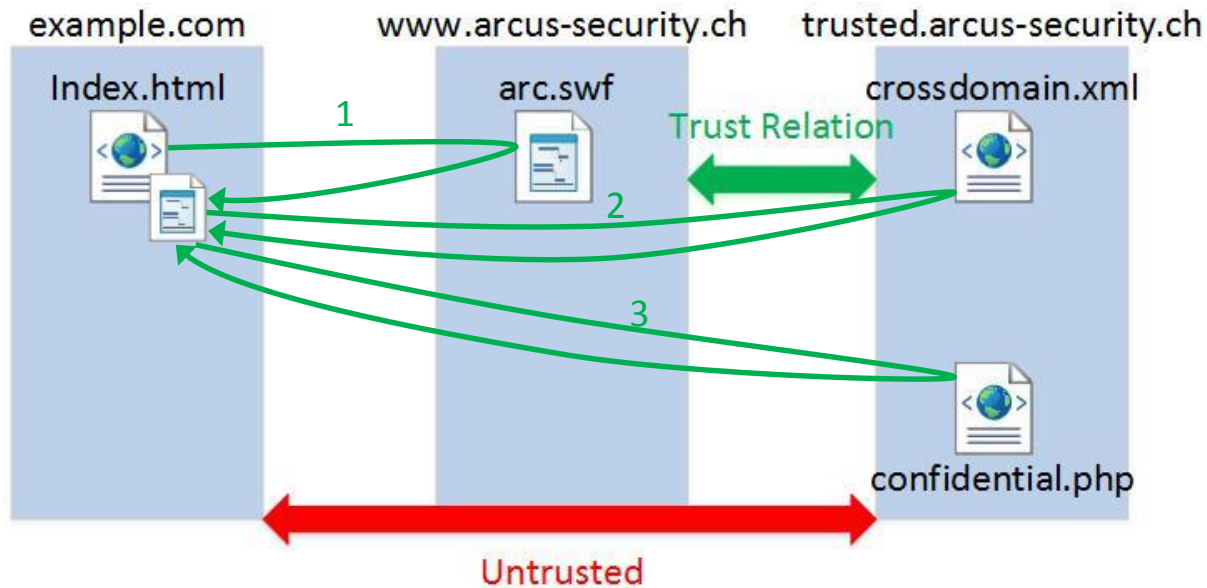 example.com
www.arcus-security.ch
trusted.arcus-security.ch
Index.html
arc.swf
crossdomain.xml
1
Trust Relation
2
3
confidential.php
Untrusted